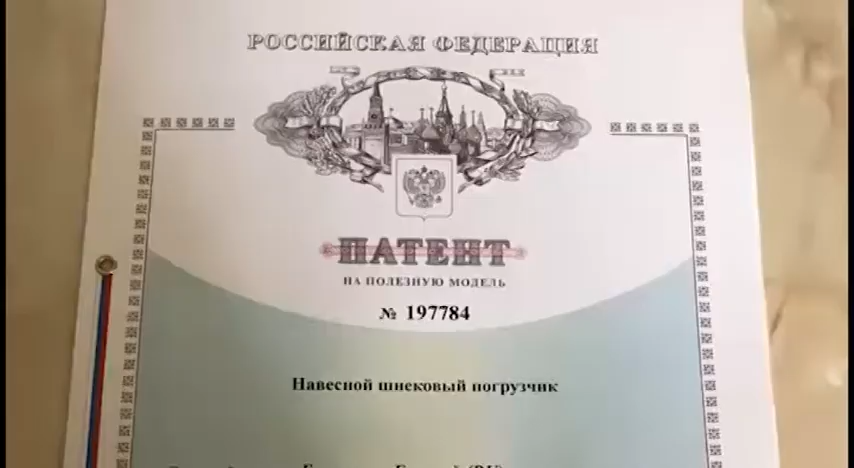 РОССИЙСКАЯ ФЕДЕРАЦИЯ
ПАТЕНТ
НА ПОЛЕЗНУЮ МОДЕЛЬ
№ 197784
Навесной шнековый погрузчик